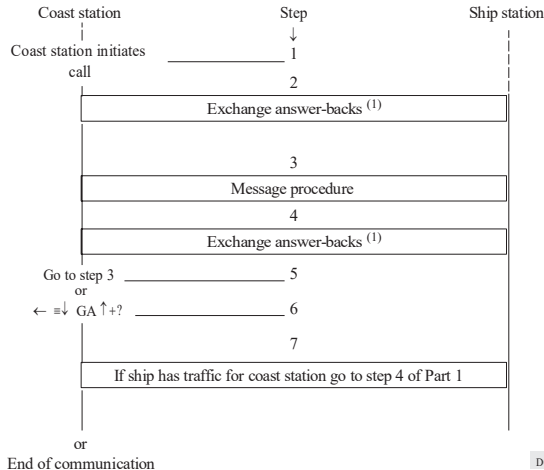 Coast station Step Ship station
↓
Coast station initiates 1
call
2
Exchange answer-backs (1)
3
Message procedure
4
Exchange answer-backs (1)
Go to step 3 5
or
← ≡↓ GA ↑+? 6
7
If ship has traffic for coast station go to step 4 of Part 1
or
End of communication
D